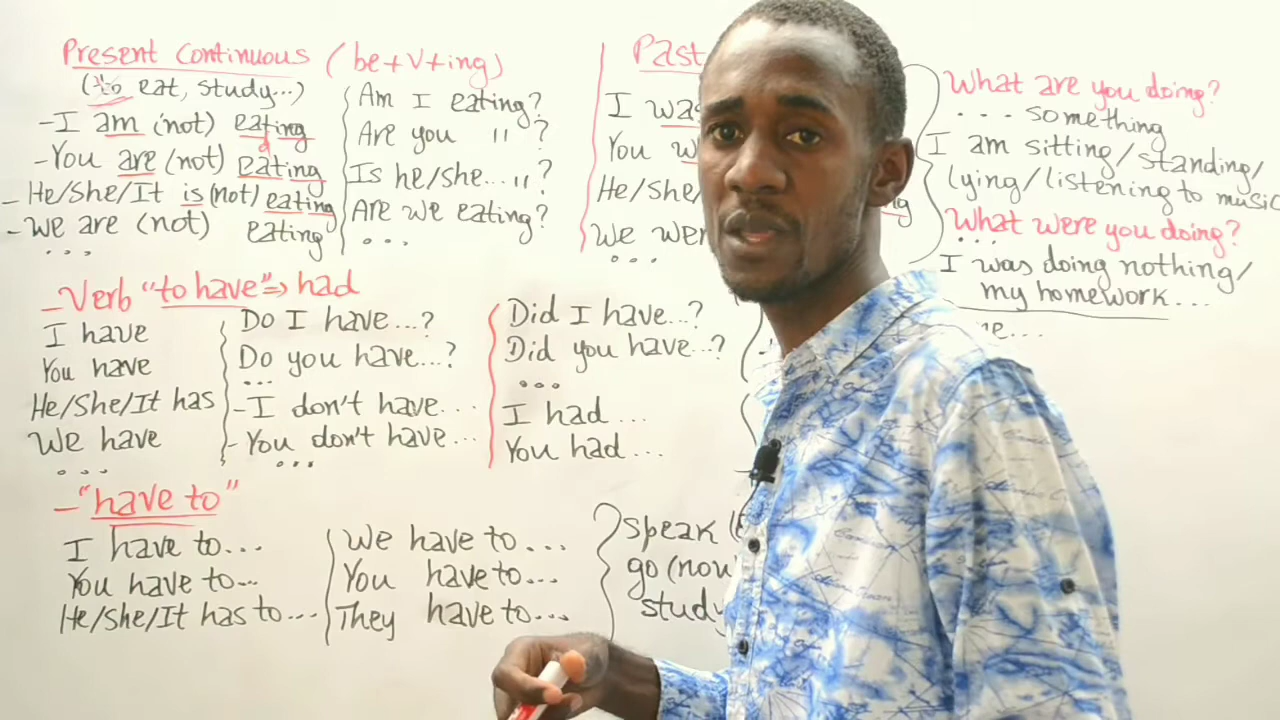 Present Continuous (be+V+ing)
(to eat, study...)
- I am (not) eating
- You are (not) eating
- He/She/It is (not) eating
- We are (not) eating
...
Am I eating?
Are you " ?
Is he/she... " ?
Are we eating?
...
Past
I was
You
He/She
We wer
...
What are you doing?
... something
I am sitting/standing/
lying/listening to music
What were you doing?
...
I was doing nothing/
my homework...
- Verb "to have" => had
I have
You have
He/She/It has
We have
...
Do I have...?
Do you have...?
...
- I don't have...
- You don't have...
...
Did I have...?
Did you have...?
...
I had...
You had...
- "have to"
I have to...
You have to...
He/She/It has to...
We have to...
You have to...
They have to...
speak (
go (now
study